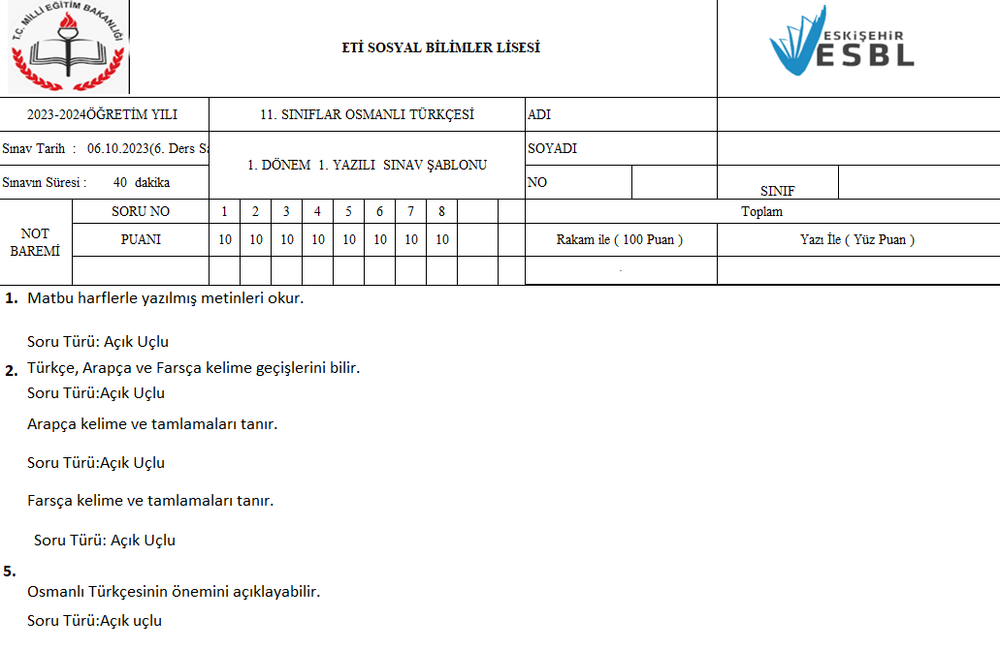 T.C. MİLLİ EĞİTİM BAKANLIĞI
ETİ SOSYAL BİLİMLER LİSESİ
ESKİŞEHİR
ESBL
2023-2024ÖĞRETİM YILI 11. SINIFLAR OSMANLI TÜRKÇESİ ADI
Sınav Tarih : 06.10.2023(6. Ders Sa SOYADI
1. DÖNEM 1. YAZILI SINAV ŞABLONU
Sınavın Süresi : 40 dakika NO SINIF
SORU NO 1 2 3 4 5 6 7 8 Toplam
NOT BAREMİ PUANI 10 10 10 10 10 10 10 10 Rakam ile ( 100 Puan ) Yazı İle ( Yüz Puan )
1. Matbu harflerle yazılmış metinleri okur.
Soru Türü: Açık Uçlu
2. Türkçe, Arapça ve Farsça kelime geçişlerini bilir.
Soru Türü:Açık Uçlu
Arapça kelime ve tamlamaları tanır.
Soru Türü:Açık Uçlu
Farsça kelime ve tamlamaları tanır.
Soru Türü: Açık Uçlu
5.
Osmanlı Türkçesinin önemini açıklayabilir.
Soru Türü:Açık uçlu